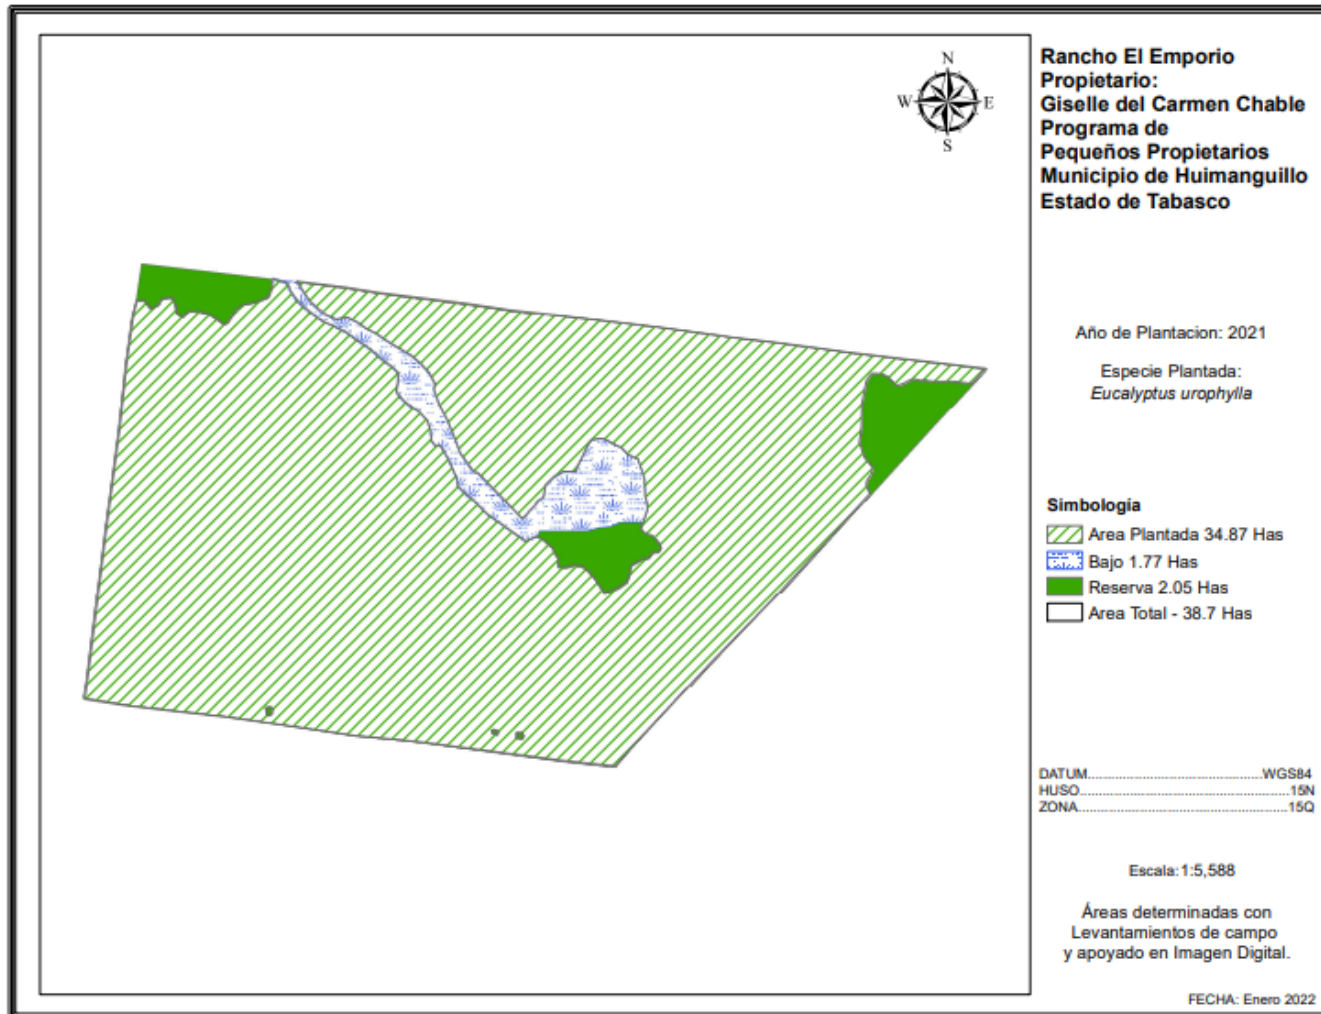 N
W E
S
Rancho El Emporio
Propietario:
Giselle del Carmen Chable
Programa de
Pequeños Propietarios
Municipio de Huimanguillo
Estado de Tabasco
Año de Plantacion: 2021
Especie Plantada:
Eucalyptus urophylla
Simbología
Area Plantada 34.87 Has
Bajo 1.77 Has
Reserva 2.05 Has
Area Total - 38.7 Has
DATUM..........................................WGS84
HUSO..................................................15N
ZONA..................................................15Q
Escala:1:5,588
Áreas determinadas con
Levantamientos de campo
y apoyado en Imagen Digital.
FECHA: Enero 2022